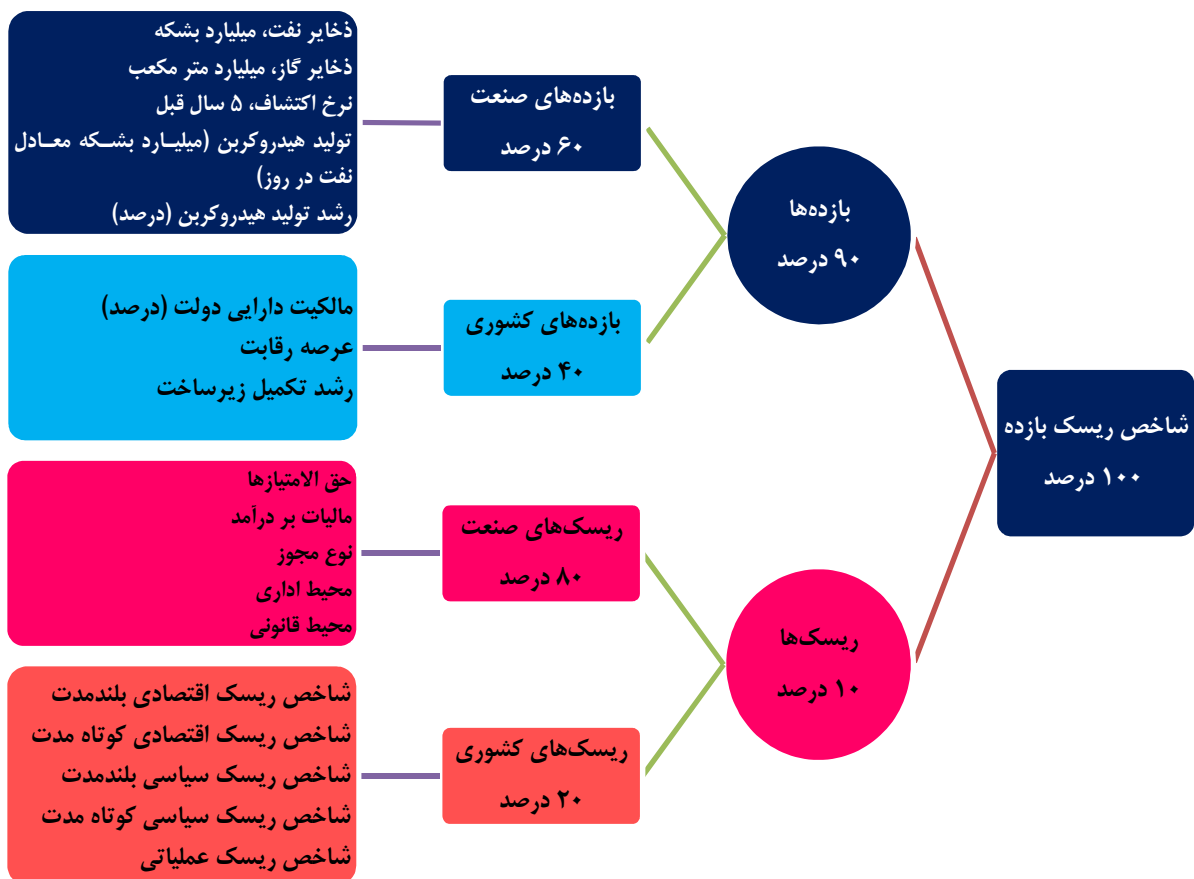 شاخص ریسک بازده
۱۰۰ درصد
بازده‌ها
۹۰ درصد
بازده‌های صنعت
۶۰ درصد
ذخایر نفت، میلیارد بشکه
ذخایر گاز، میلیارد متر مکعب
نرخ اکتشاف، ۵ سال قبل
تولید هیدروکربن (میلیارد بشکه معادل
نفت در روز)
رشد تولید هیدروکربن (درصد)
بازده‌های کشوری
۴۰ درصد
مالکیت دارایی دولت (درصد)
عرصه رقابت
رشد تکمیل زیرساخت
ریسک‌ها
۱۰ درصد
ریسک‌های صنعت
۸۰ درصد
حق الامتیازها
مالیات بر درآمد
نوع مجوز
محیط اداری
محیط قانونی
ریسک‌های کشوری
۲۰ درصد
شاخص ریسک اقتصادی بلندمدت
شاخص ریسک اقتصادی کوتاه مدت
شاخص ریسک سیاسی بلندمدت
شاخص ریسک سیاسی کوتاه مدت
شاخص ریسک عملیاتی